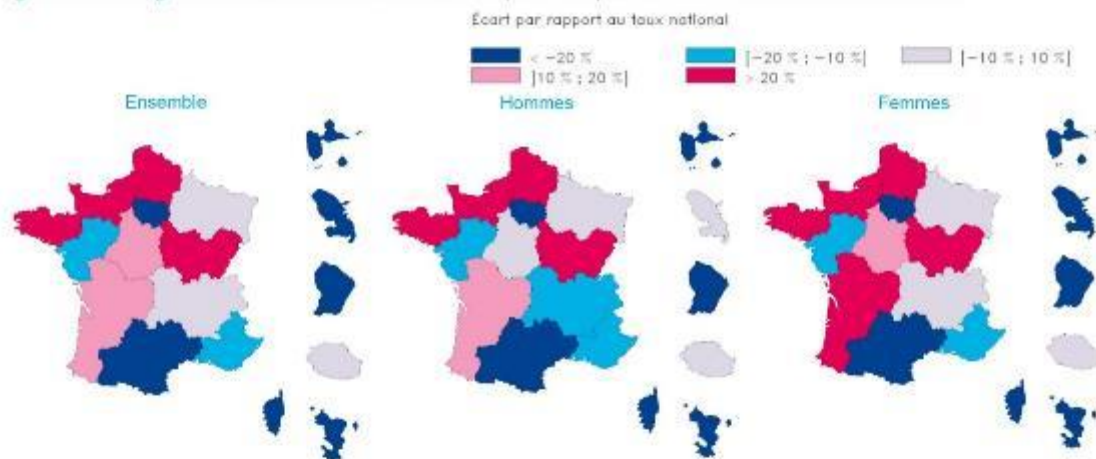 Écart par rapport au taux national
< -20 %
[-20 % ; -10 %[
[-10 % ; 10 %]
]10 % ; 20 %]
> 20 %
Ensemble
Hommes
Femmes